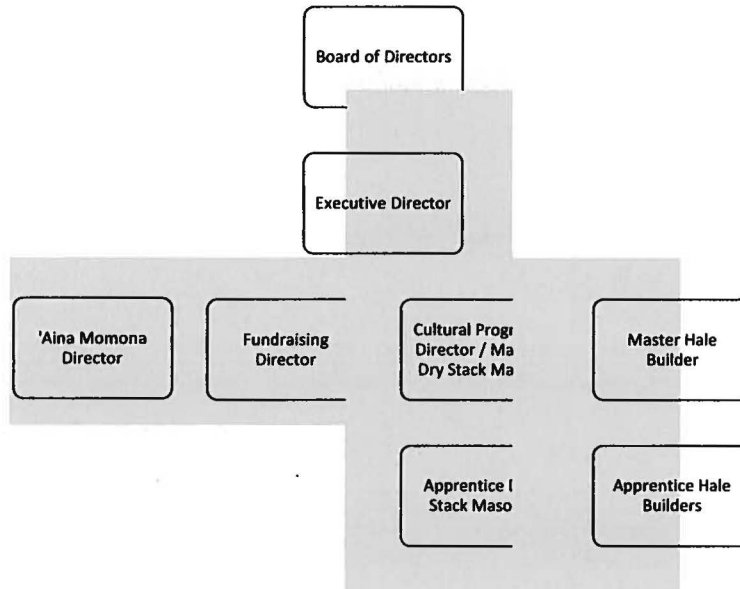 Board of Directors
Executive Director
'Aina Momona
Director
Fundraising
Director
Cultural Progr
Director / Ma
Dry Stack Ma
Master Hale
Builder
Apprentice
Stack Maso
Apprentice Hale
Builders